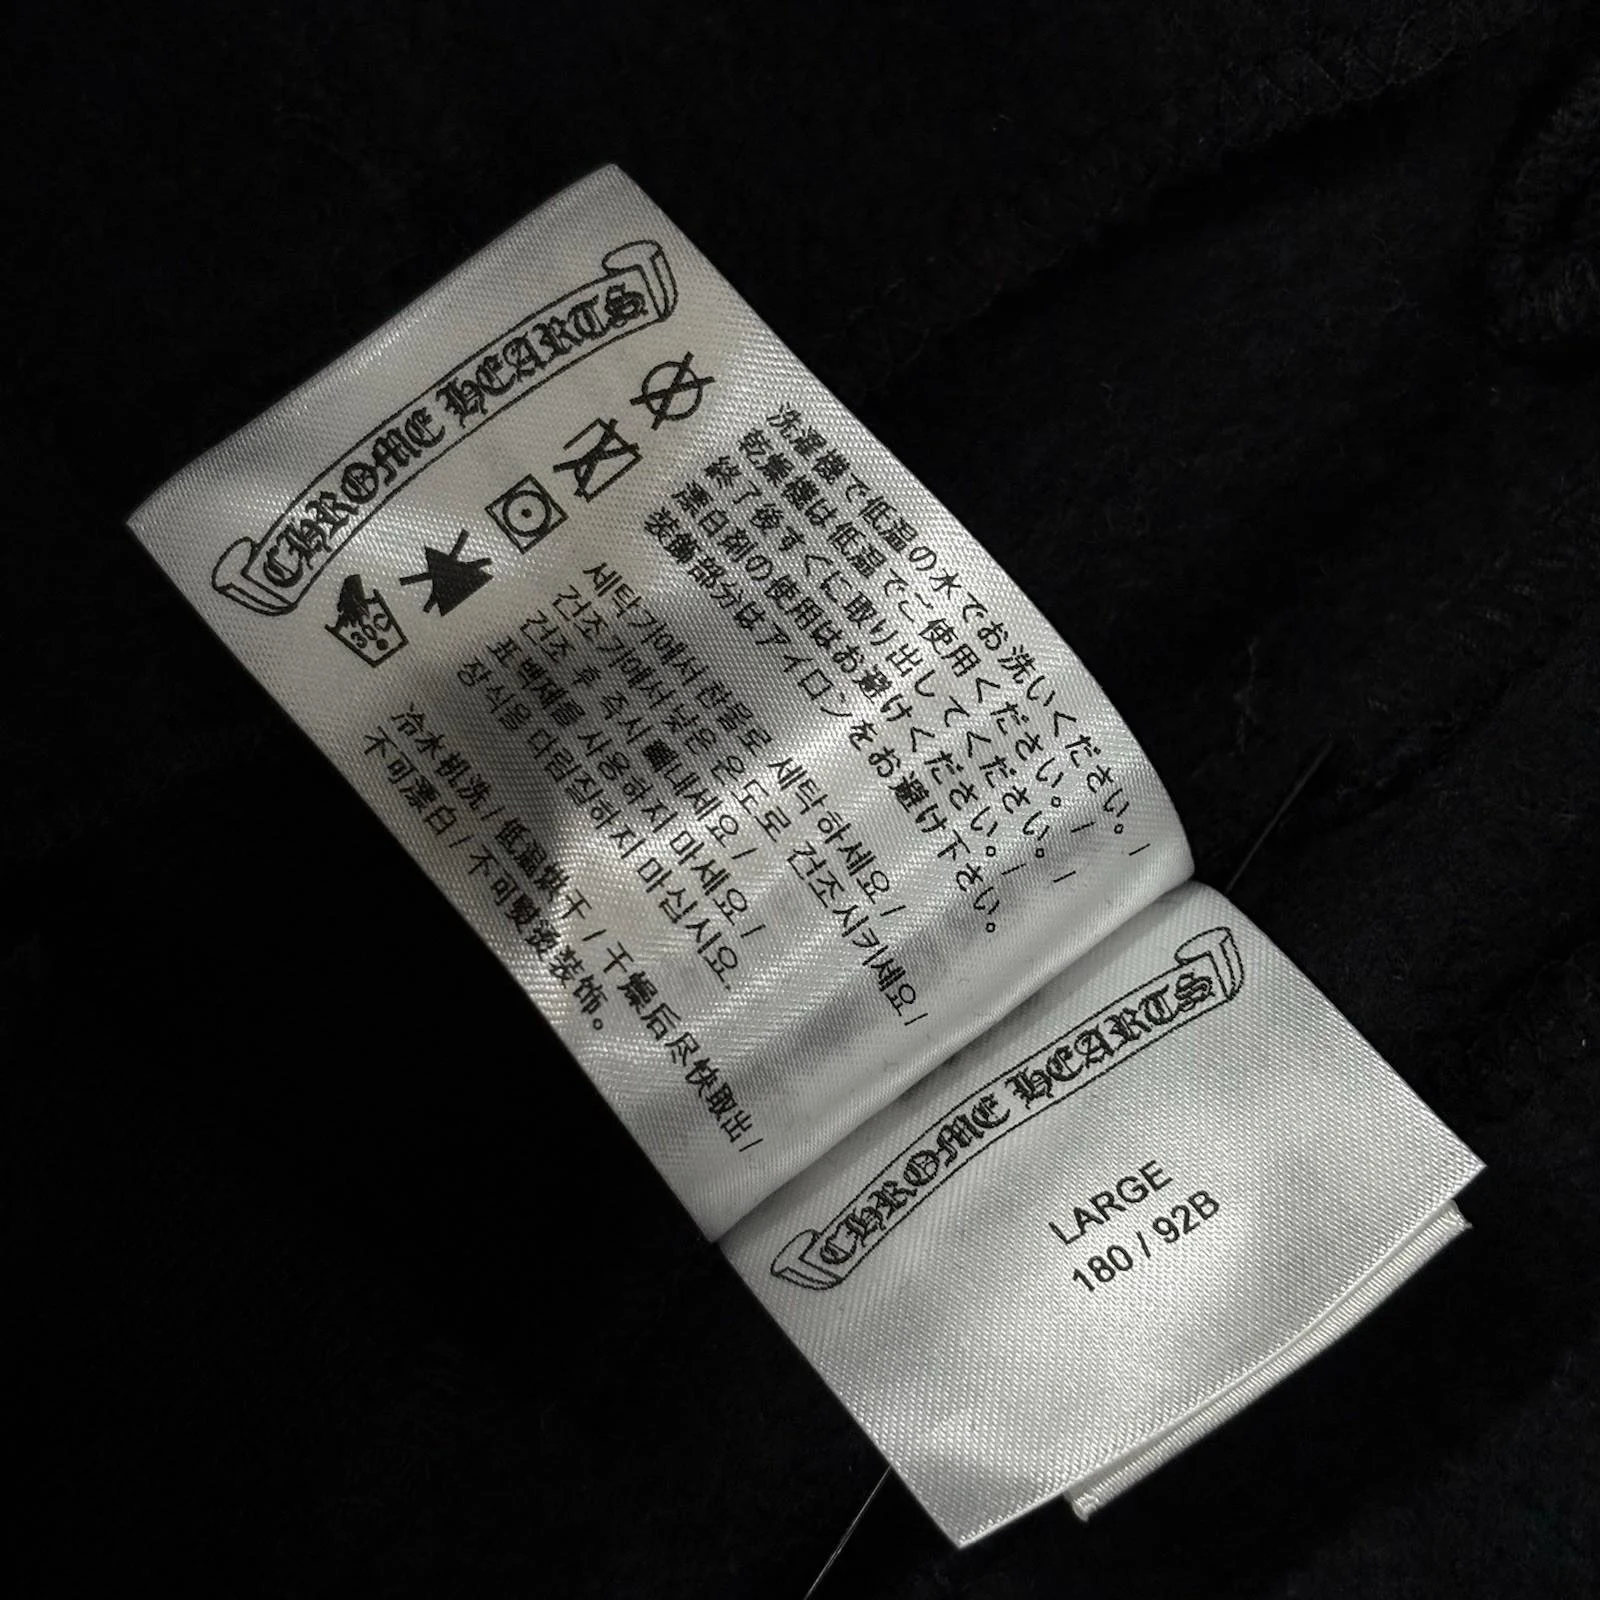 CHROME HEARTS
30C
洗濯機で低温の水でお洗いください。/
乾燥機は低温でご使用ください。/
終了後すぐに取り出してください。/
漂白剤の使用はお避けください。/
装飾部分はアイロンをお避け下さい。
세탁기에서 찬물로 세탁하세요/
건조기에서 낮은 온도로 건조시키세요/
건조 후 즉시 빼내세요/
표백제를 사용하지 마세요/
장식을 다림질하지 마십시요.
冷水机洗/低温烘干/干燥后尽快取出/
不可漂白/不可熨烫装饰。
CHROME HEARTS
LARGE
180 / 92B